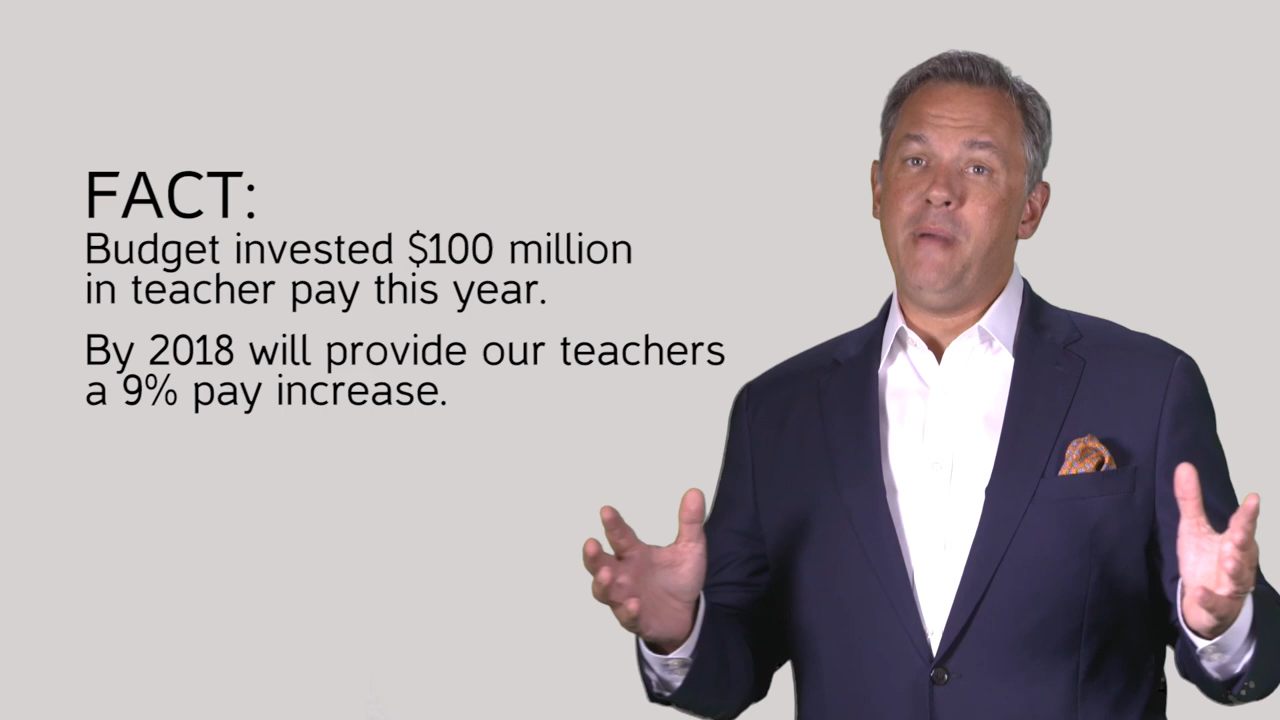 FACT:
Budget invested $100 million
in teacher pay this year.
By 2018 will provide our teachers
a 9% pay increase.